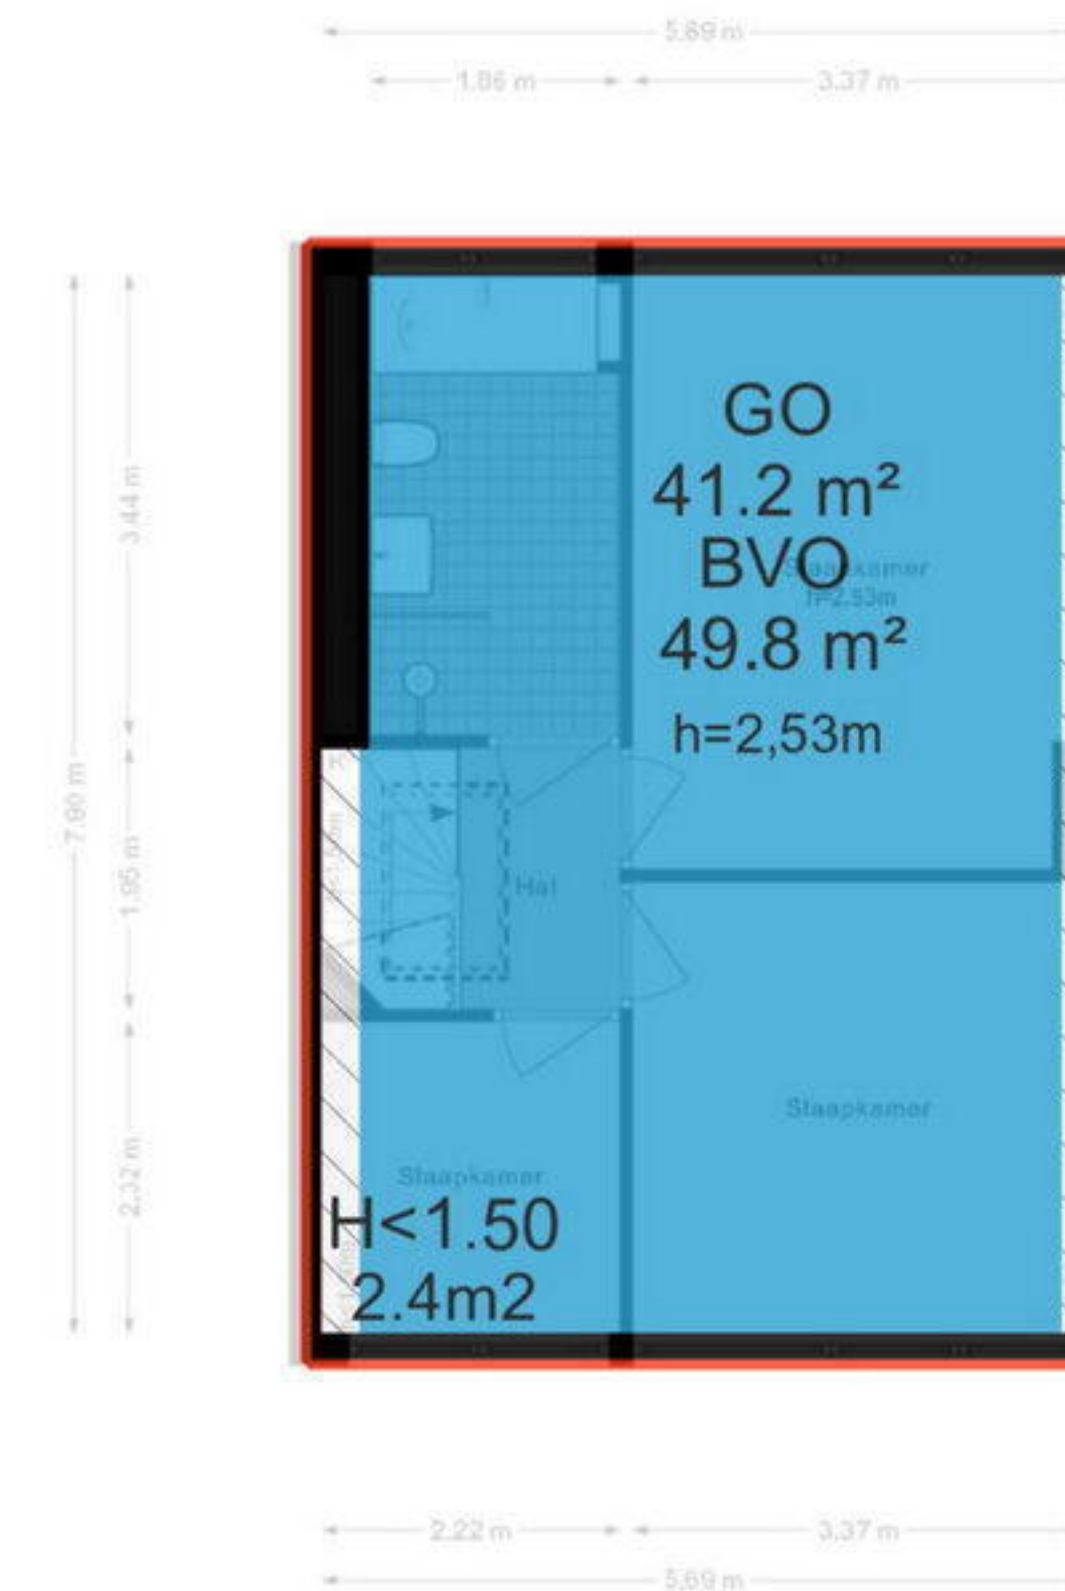 5.69 m
1.86 m
3.37 m
GO
41.2 m²
BVO
Slaapkamer
h=2.53m
49.8 m²
h=2,53m
3.44 m
7.90 m
1.95 m
Hal
Slaapkamer
2.32 m
Slaapkamer
H<1.50
2.4m2
2.22 m
3.37 m
5.69 m